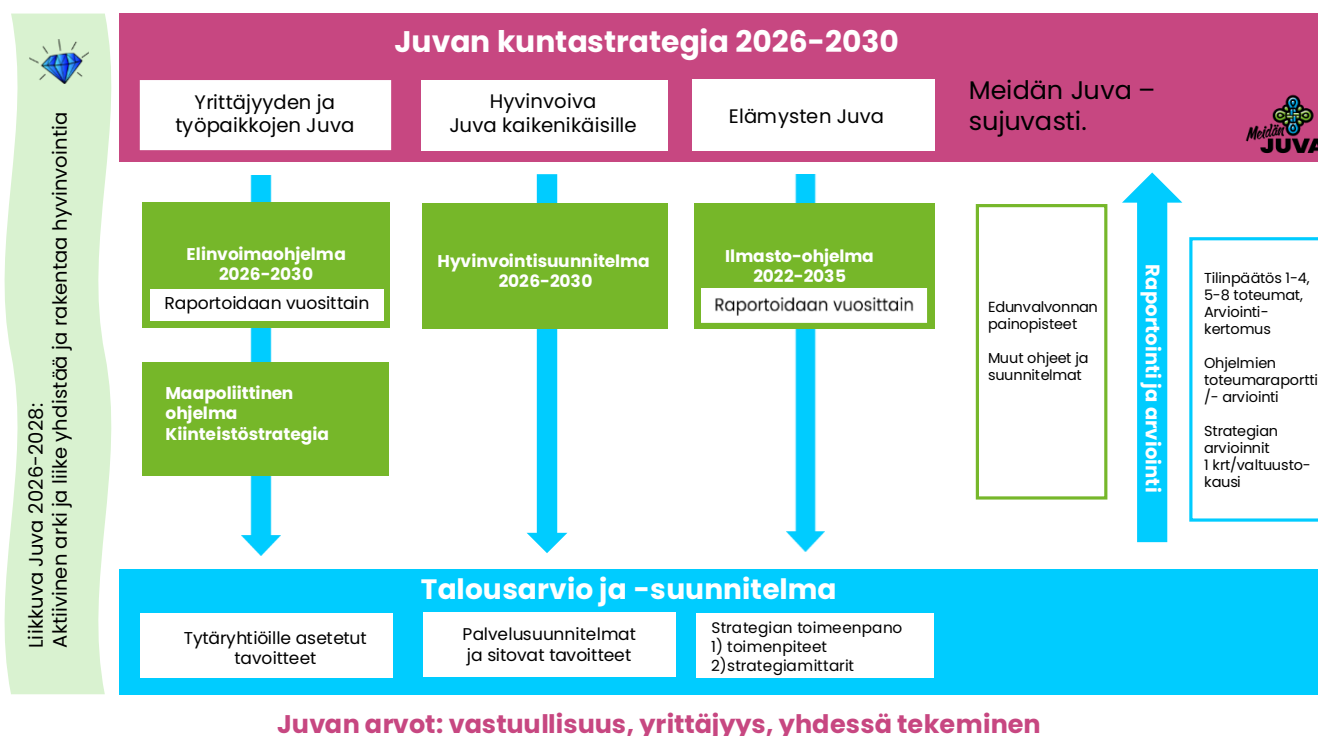 Liikkuva Juva 2026-2028:
Aktiivinen arki ja liike yhdistää ja rakentaa hyvinvointia
Juvan kuntastrategia 2026-2030
Yrittäjyyden ja
työpaikkojen Juva
Hyvinvoiva
Juva kaikenikäisille
Elämysten Juva
Meidän Juva –
sujuvasti.
Meidän
JUVA
Elinvoimaohjelma
2026-2030
Raportoidaan vuosittain
Hyvinvointisuunnitelma
2026-2030
Ilmasto-ohjelma
2022-2035
Raportoidaan vuosittain
Maapoliittinen
ohjelma
Kiinteistöstrategia
Edunvalvonnan
painopisteet
Muut ohjeet ja
suunnitelmat
Raportointi ja arviointi
Tilinpäätös 1-4,
5-8 toteumat,
Arviointi-
kertomus
Ohjelmien
toteumaraportti
/- arviointi
Strategian
arvioinnit
1 krt/valtuusto-
kausi
Talousarvio ja -suunnitelma
Tytäryhtiöille asetetut
tavoitteet
Palvelusuunnitelmat
ja sitovat tavoitteet
Strategian toimeenpano
1) toimenpiteet
2)strategiamittarit
Juvan arvot: vastuullisuus, yrittäjyys, yhdessä tekeminen